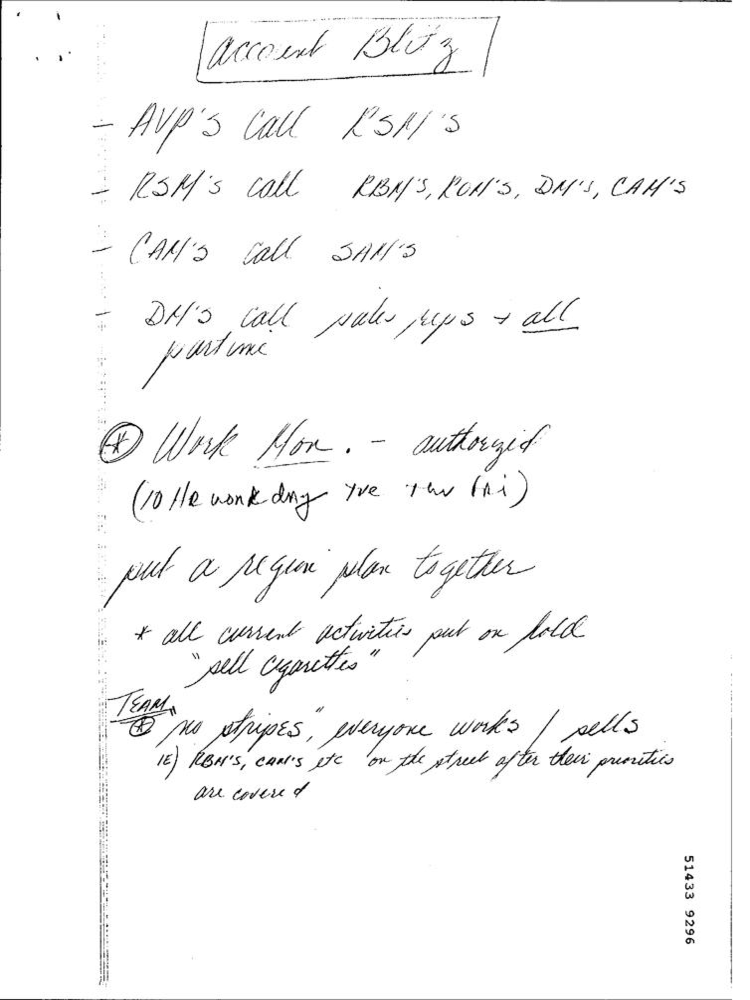 Account Blitz
- AVP'S Call RSM'S
- RSM'S call RBM'S, ROM'S, DM'S, CAM'S
- CAM'S call SAM'S
- DM'S call sales reps + all
partime
* Work Mon. - authorzid
(10 HR work day Tue thu Fri)
put a region plan together
* all current activities put on hold
"sell cigarettes"
TEAM
* "no stripes", everyone works / sells
IE) RBM'S, CAM'S etc on the street after their priorities
are covered
51433 9296